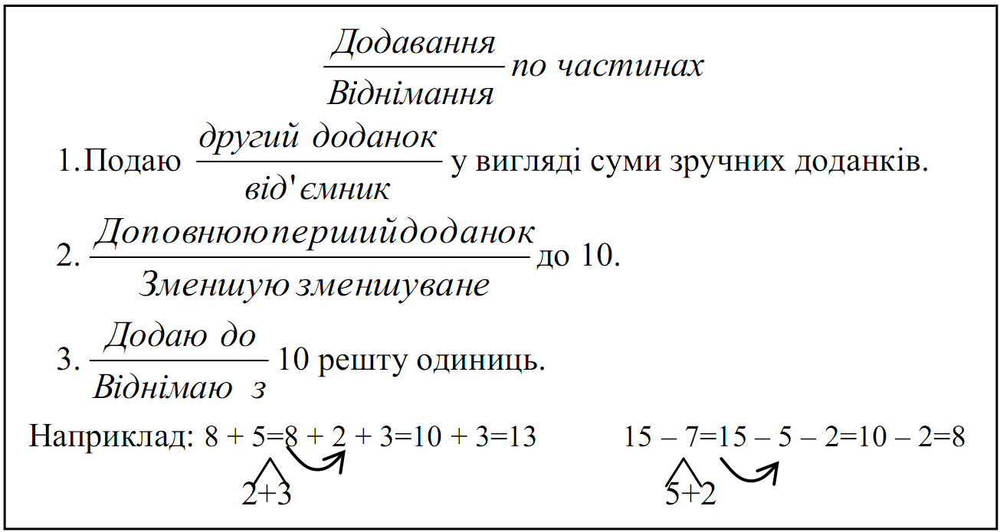 Додавання
Віднімання
по частинах
1.Подаю
другий доданок
від'ємник
у вигляді суми зручних доданків.
2.
Доповнюю перший доданок
Зменшую зменшуване
до 10.
3.
Додаю до
Віднімаю з
10 решту одиниць.
Наприклад: 8 + 5=8 + 2 + 3=10 + 3=13
2+3
15 – 7=15 – 5 – 2=10 – 2=8
5+2